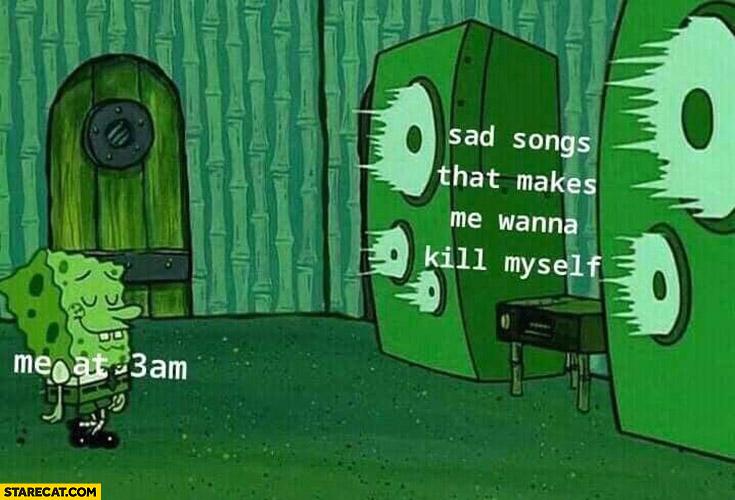 sad songs
that makes
me wanna
kill myself
me at 3am
STARECAT.COM